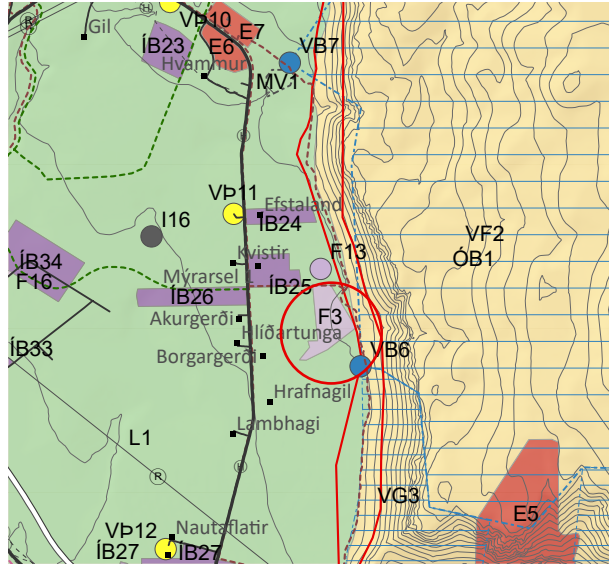 R
VÞ10
Gil
H
E7
ÍB23
E6
VB7
Hvammur
MV1
H
VÞ11
Efstaland
ÍB24
I16
VF2
Kvistir
F13
ÓB1
ÍB34
Mýrarsel
F16
ÍB25
ÍB26
Akurgerði
F3
Hlíðartunga
ÍB33
Borgargerði
VB6
Hrafnagil
L1
Lambhagi
H
R
VG3
E5
VÞ12
Nautaflatir
ÍB27
ÍB27